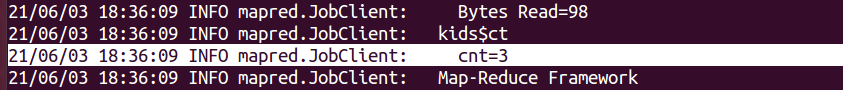 21/06/03 18:36:09 INFO mapred.JobClient:     Bytes Read=98
21/06/03 18:36:09 INFO mapred.JobClient:   kids$ct
21/06/03 18:36:09 INFO mapred.JobClient:     cnt=3
21/06/03 18:36:09 INFO mapred.JobClient:   Map-Reduce Framework